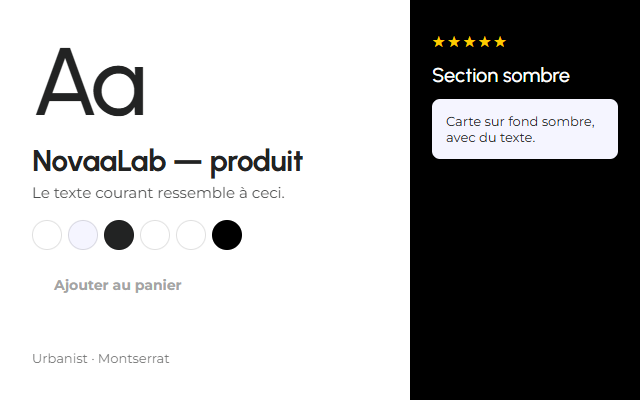 Aa
NovaaLab — produit
Le texte courant ressemble à ceci.
Ajouter au panier
Urbanist · Montserrat
★★★★★
Section sombre
Carte sur fond sombre,
avec du texte.